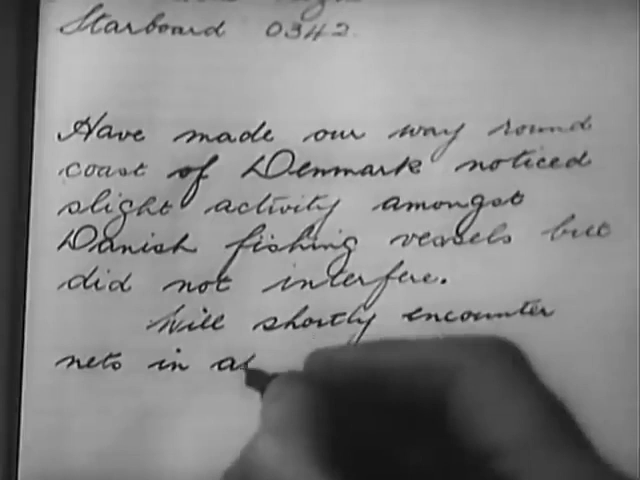 Starboard 0342
Have made our way round
coast of Denmark noticed
slight activity amongst
Danish fishing vessels but
did not interfere.
Will shortly encounter
nets in